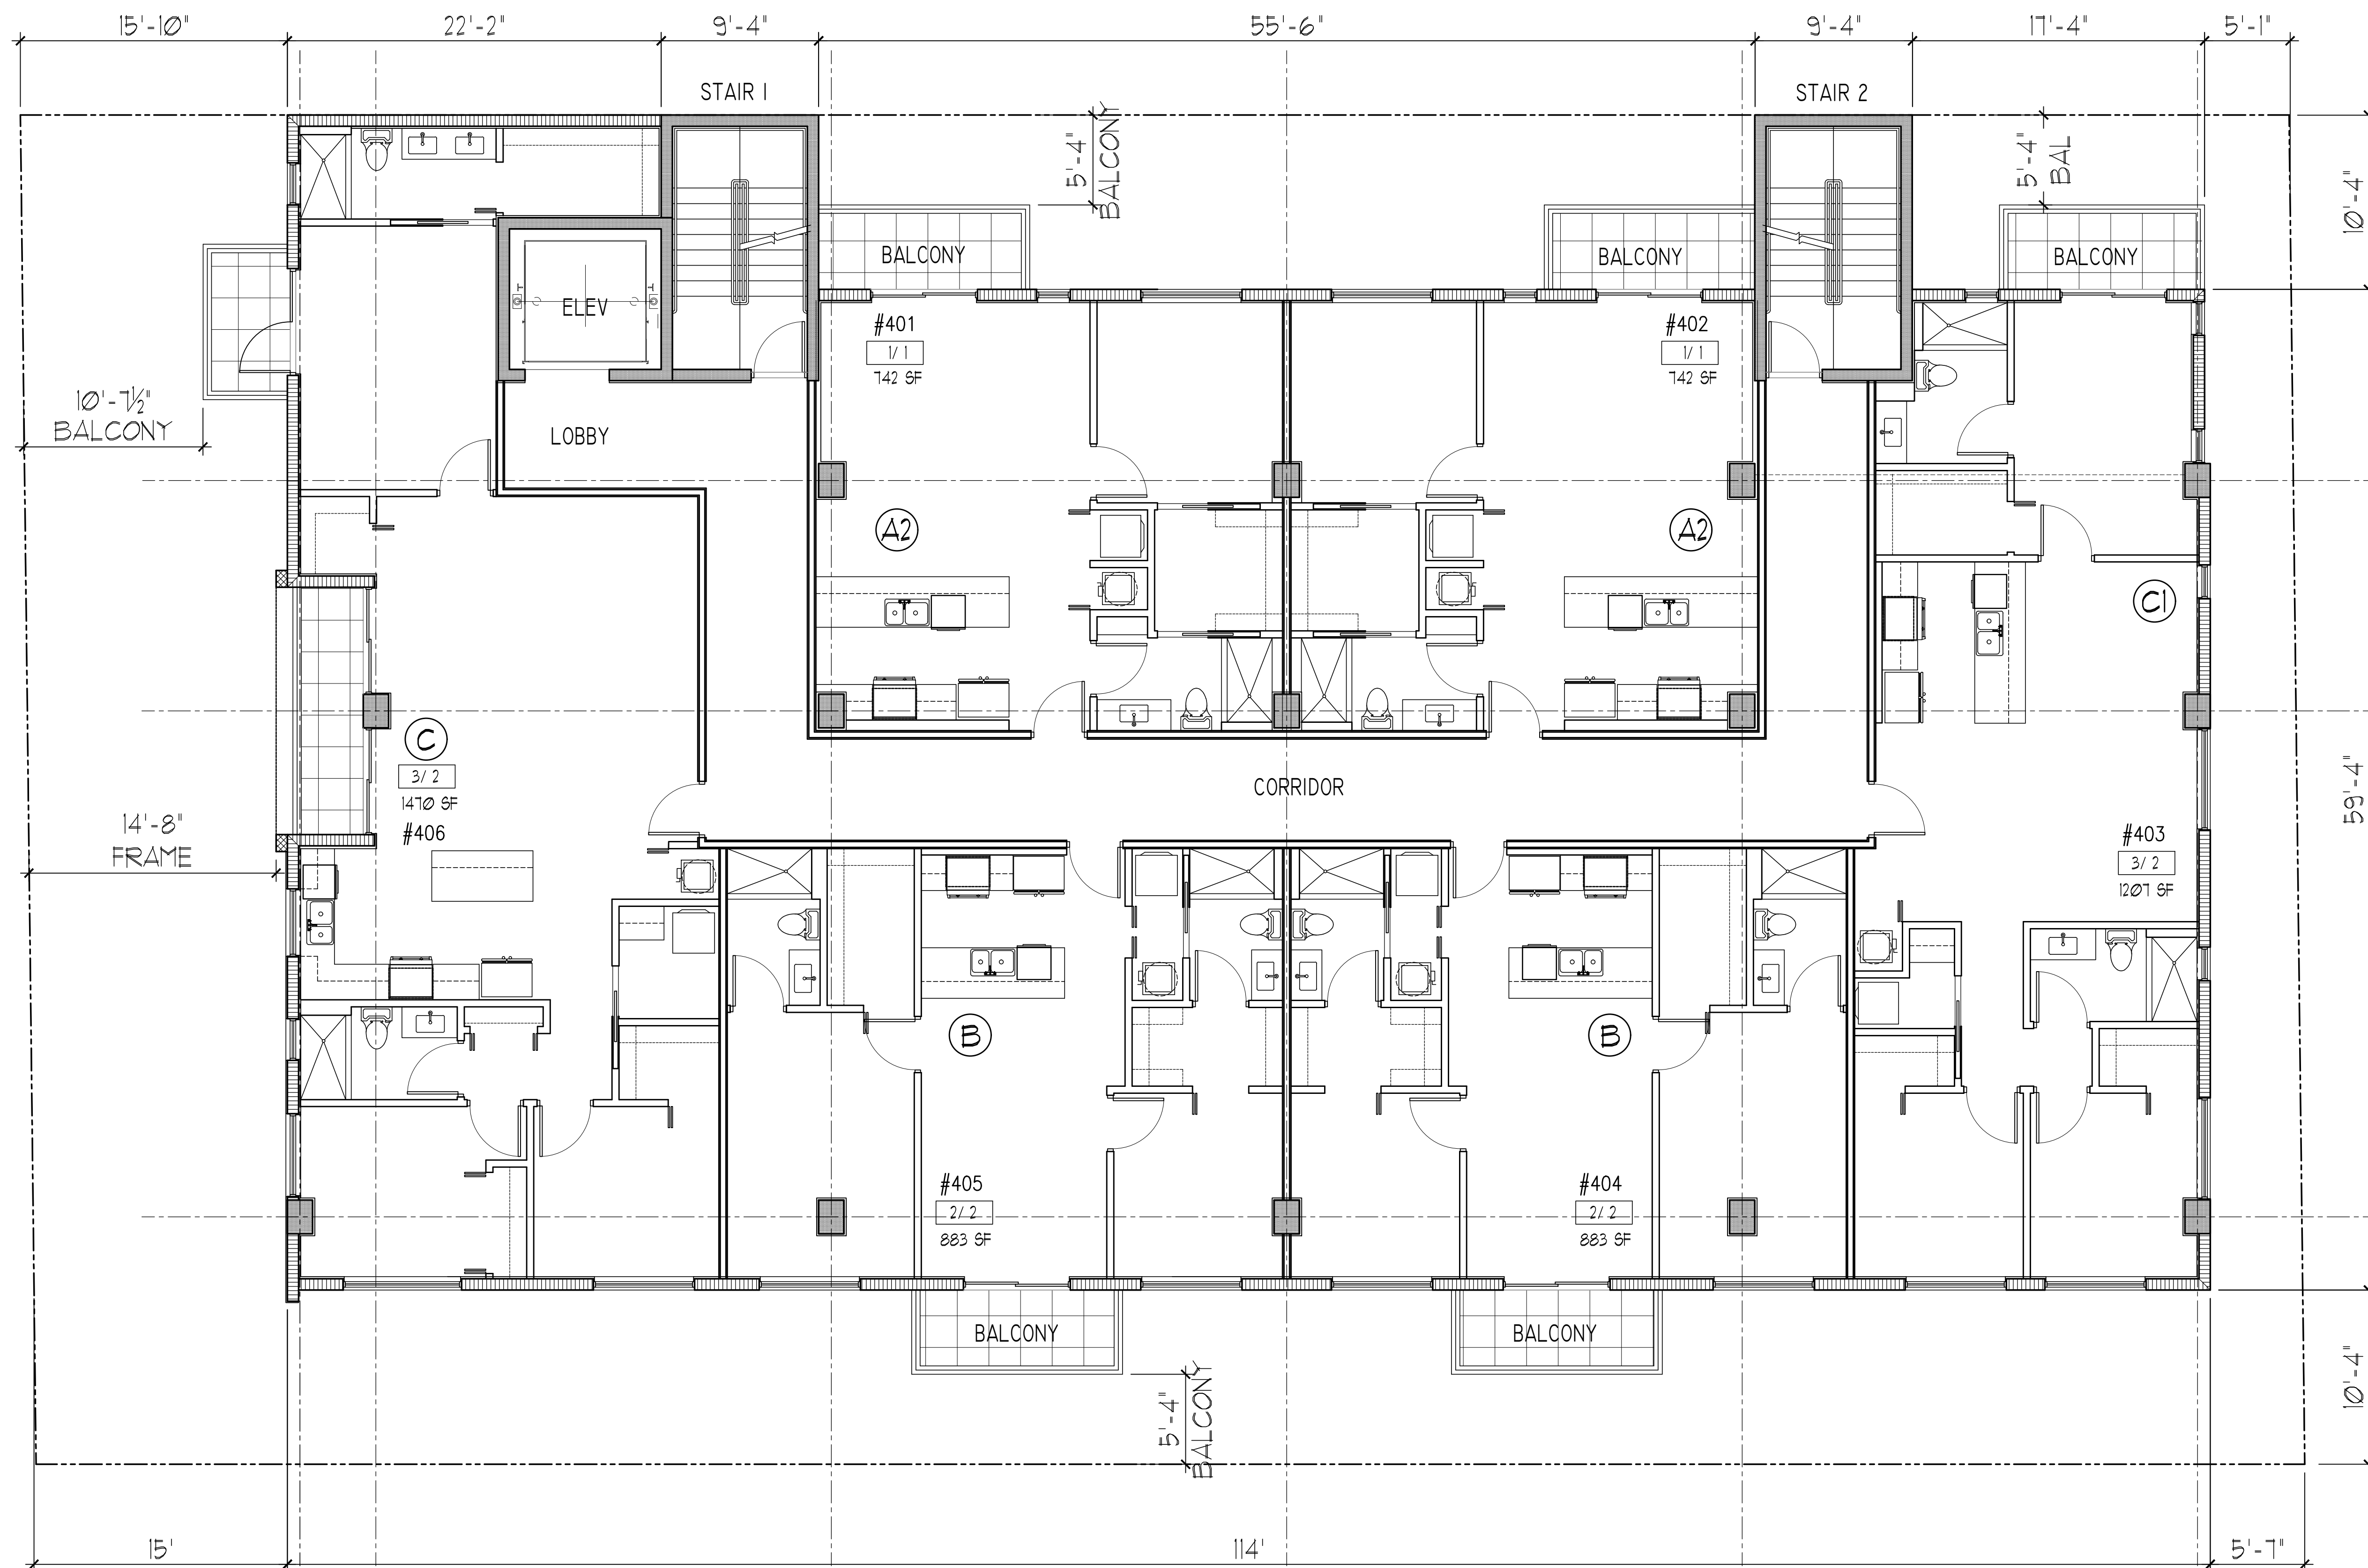 15'-10" 22'-2" 9'-4" 55'-6" 9'-4" 17'-4" 5'-1"
STAIR 1
STAIR 2
5'-4"
BALCONY
5'-4"
BAL
10'-4"
BALCONY
BALCONY
BALCONY
ELEV
#401
1/1
742 SF
#402
1/1
742 SF
10'-7½"
BALCONY
LOBBY
A2
A2
C1
C
3/2
1470 SF
#406
CORRIDOR
59'-4"
14'-8"
FRAME
#403
3/2
1207 SF
B
B
#405
2/2
883 SF
#404
2/2
883 SF
BALCONY
BALCONY
5'-4"
BALCONY
10'-4"
15' 114' 5'-7"